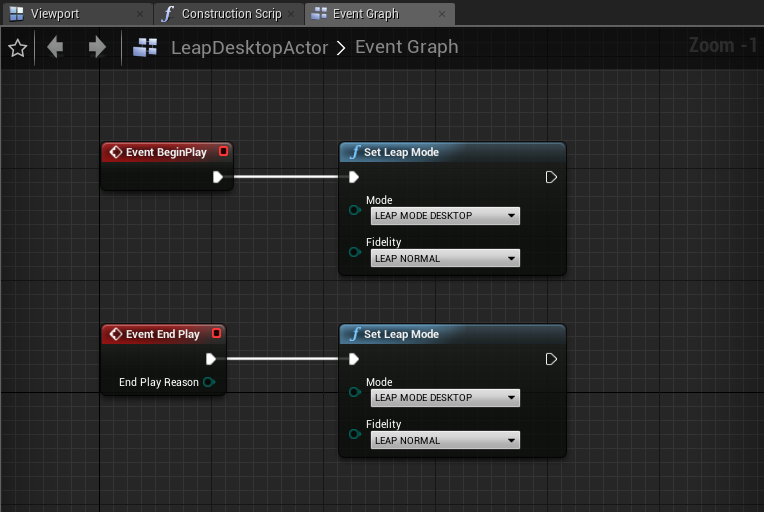 Viewport
Construction Scrip
Event Graph
LeapDesktopActor > Event Graph
Zoom -1
Event BeginPlay
Set Leap Mode
Mode
LEAP MODE DESKTOP
Fidelity
LEAP NORMAL
Event End Play
End Play Reason
Set Leap Mode
Mode
LEAP MODE DESKTOP
Fidelity
LEAP NORMAL